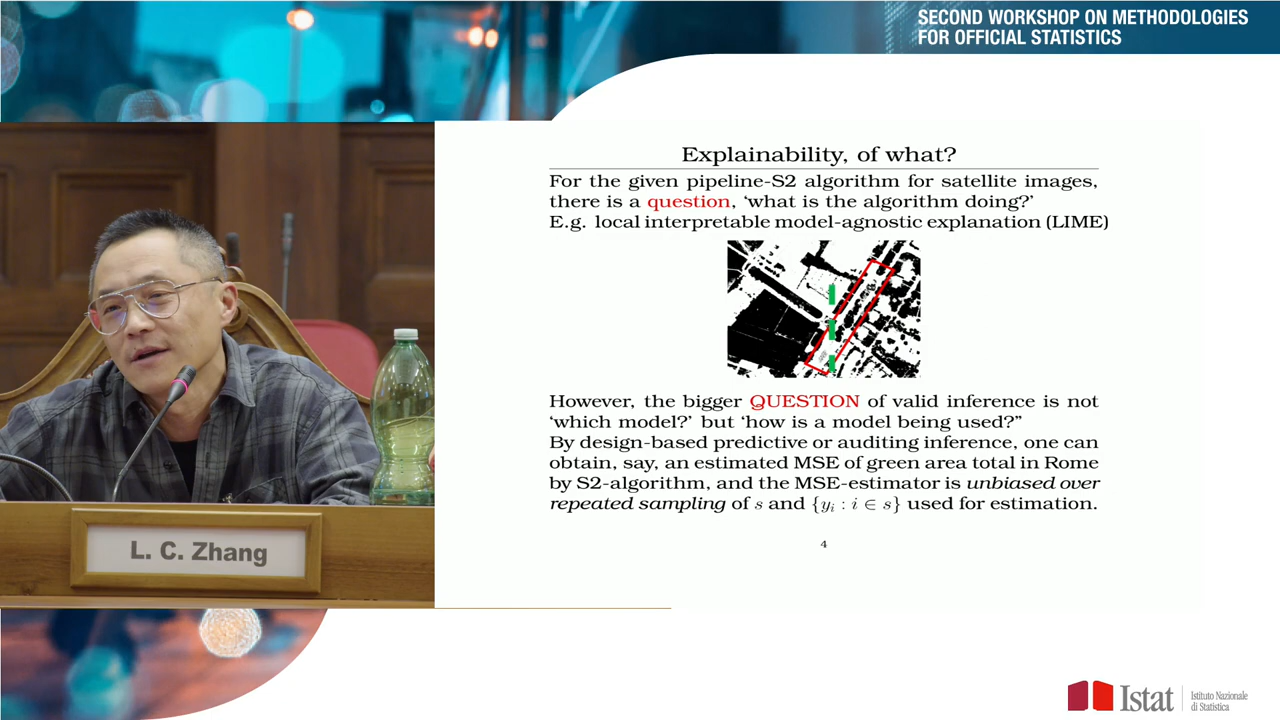 SECOND WORKSHOP ON METHODOLOGIES
FOR OFFICIAL STATISTICS
Explainability, of what?
For the given pipeline-S2 algorithm for satellite images,
there is a question, ‘what is the algorithm doing?’
E.g. local interpretable model-agnostic explanation (LIME)
However, the bigger QUESTION of valid inference is not
‘which model?’ but ‘how is a model being used?”
By design-based predictive or auditing inference, one can
obtain, say, an estimated MSE of green area total in Rome
by S2-algorithm, and the MSE-estimator is unbiased over
repeated sampling of s and {yᵢ : i ∈ s} used for estimation.
4
L. C. Zhang
Istat
Istituto Nazionale
di Statistica